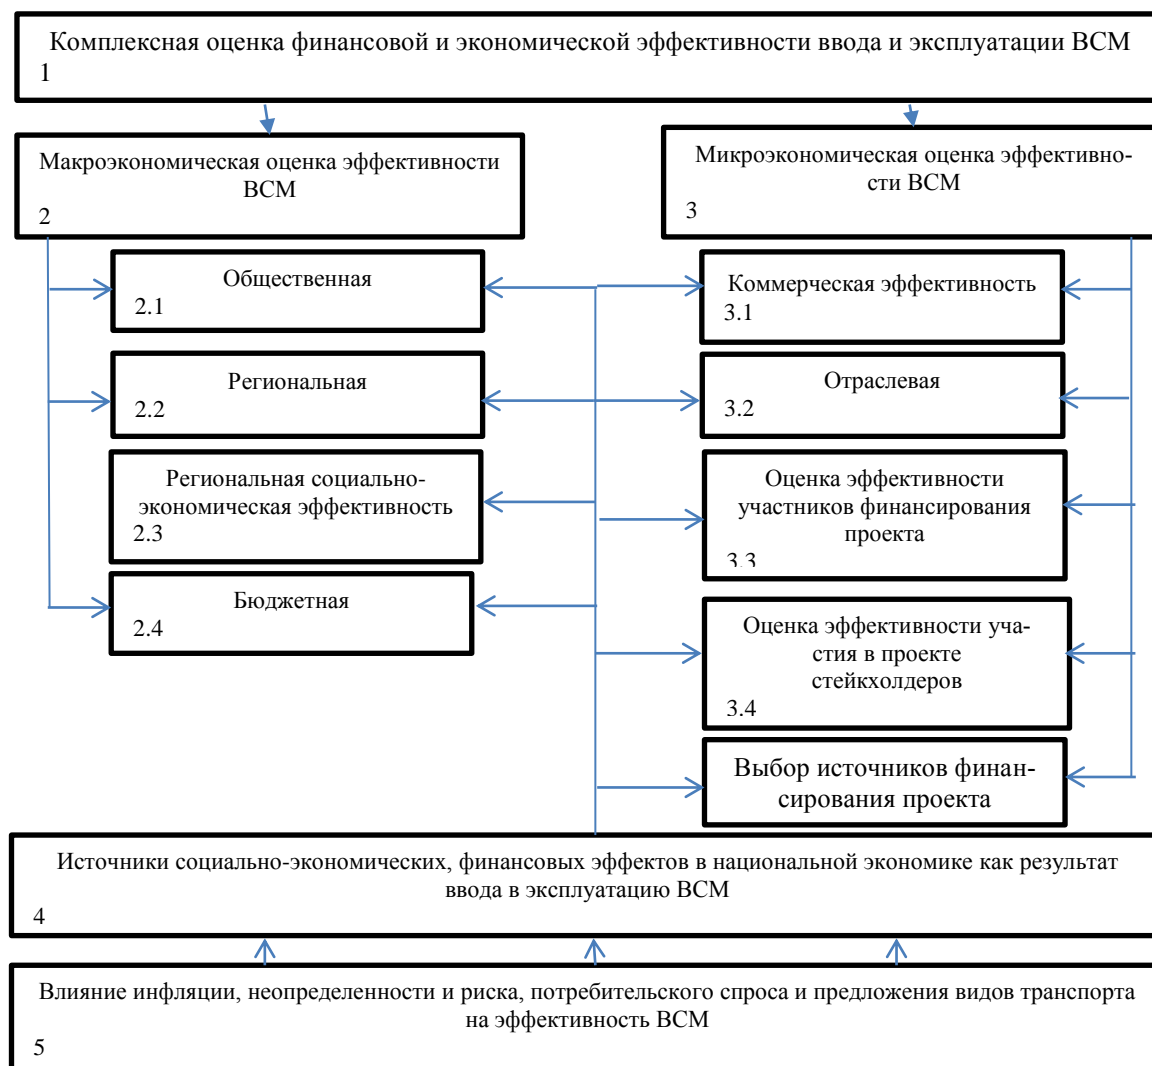 Комплексная оценка финансовой и экономической эффективности ввода и эксплуатации ВСМ
1
Макроэкономическая оценка эффективности
ВСМ
2
Микроэкономическая оценка эффективно-
сти ВСМ
3
Общественная
2.1
Региональная
2.2
Региональная социально-
экономическая эффективность
2.3
Бюджетная
2.4
Коммерческая эффективность
3.1
Отраслевая
3.2
Оценка эффективности
участников финансирования
проекта
3.3
Оценка эффективности уча-
стия в проекте
стейкхолдеров
3.4
Выбор источников финан-
сирования проекта
Источники социально-экономических, финансовых эффектов в национальной экономике как результат
ввода в эксплуатацию ВСМ
4
Влияние инфляции, неопределенности и риска, потребительского спроса и предложения видов транспорта
на эффективность ВСМ
5